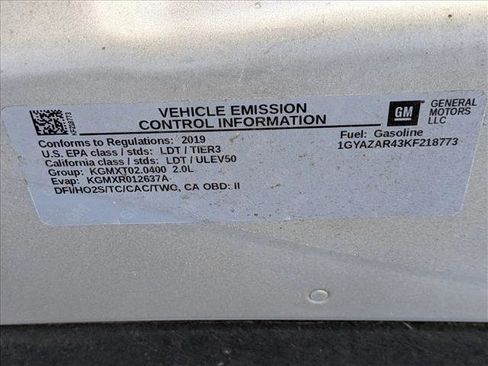 KF218773
VEHICLE EMISSION
CONTROL INFORMATION
GM
GENERAL
MOTORS
LLC
Conforms to Regulations: 2019
U.S. EPA class / stds: LDT / TIER3
California class / stds: LDT / ULEV50
Group: KGMXT02.0400 2.0L
Evap: KGMXR012637A
DFI/HO2S/TC/CAC/TWC, CA OBD: II
Fuel: Gasoline
1GYAZAR43KF218773